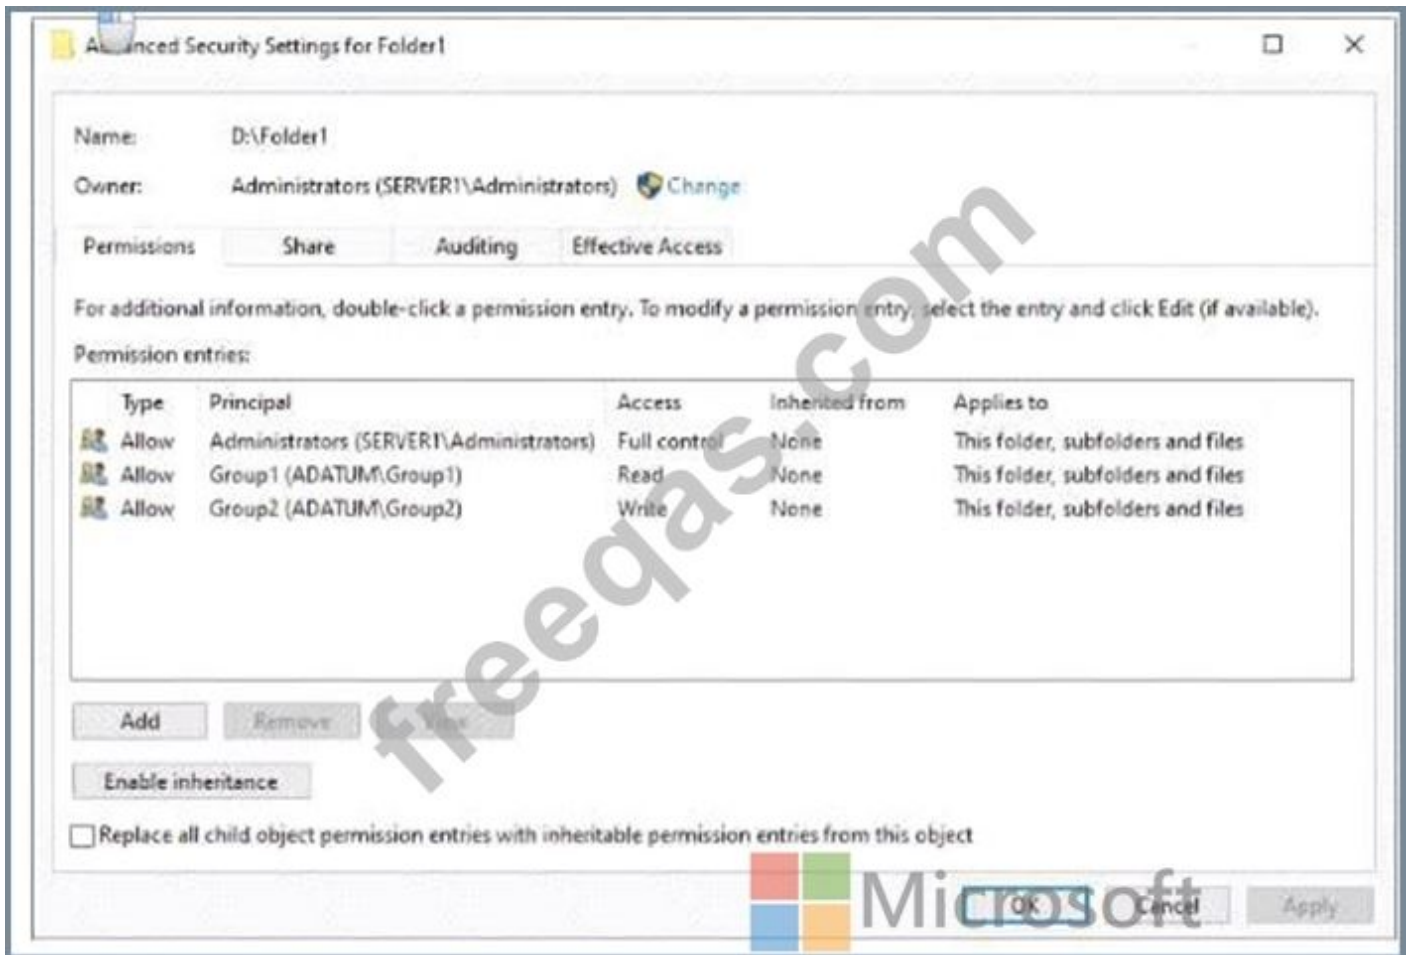 Advanced Security Settings for Folder1
Name: D:\Folder1
Owner: Administrators (SERVER1\Administrators) Change
Permissions Share Auditing Effective Access
For additional information, double-click a permission entry. To modify a permission entry, select the entry and click Edit (if available).
Permission entries:
Type Principal Access Inherited from Applies to
Allow Administrators (SERVER1\Administrators) Full control None This folder, subfolders and files
Allow Group1 (ADATUM\Group1) Read None This folder, subfolders and files
Allow Group2 (ADATUM\Group2) Write None This folder, subfolders and files
Add Remove View
Enable inheritance
Replace all child object permission entries with inheritable permission entries from this object
OK Cancel Apply
Microsoft
freeqas.com